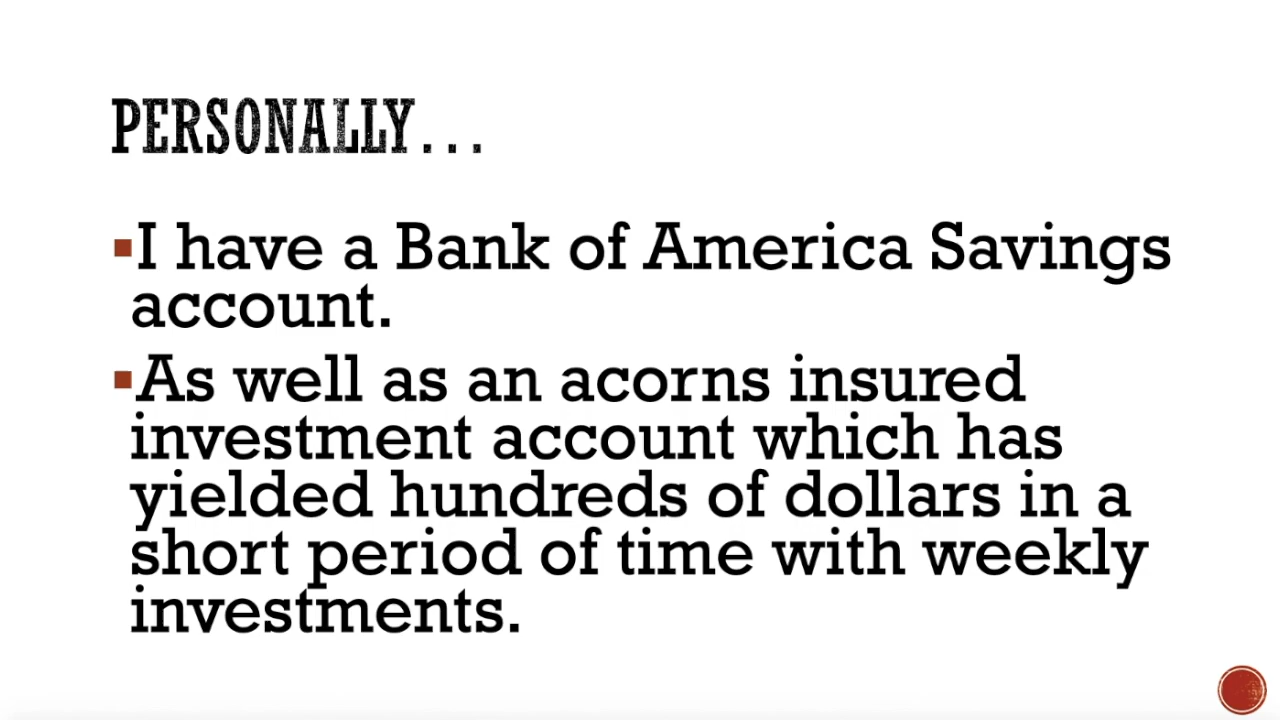 PERSONALLY...
▪I have a Bank of America Savings
account.
▪As well as an acorns insured
investment account which has
yielded hundreds of dollars in a
short period of time with weekly
investments.